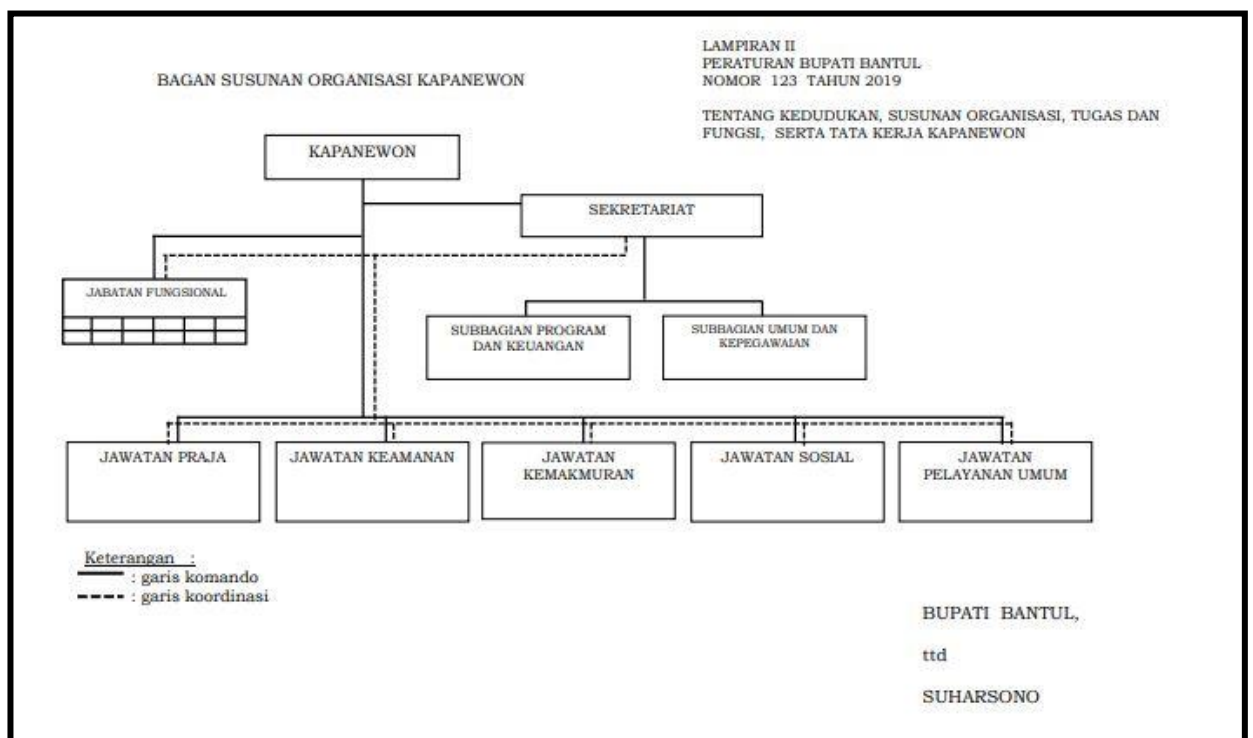 LAMPIRAN II
PERATURAN BUPATI BANTUL
NOMOR 123 TAHUN 2019
TENTANG KEDUDUKAN, SUSUNAN ORGANISASI, TUGAS DAN
FUNGSI, SERTA TATA KERJA KAPANEWON
BAGAN SUSUNAN ORGANISASI KAPANEWON
KAPANEWON
SEKRETARIAT
JABATAN FUNGSIONAL
SUBBAGIAN PROGRAM
DAN KEUANGAN
SUBBAGIAN UMUM DAN
KEPEGAWAIAN
JAWATAN PRAJA
JAWATAN KEAMANAN
JAWATAN
KEMAKMURAN
JAWATAN SOSIAL
JAWATAN
PELAYANAN UMUM
Keterangan :
: garis komando
: garis koordinasi
BUPATI BANTUL,
ttd
SUHARSONO